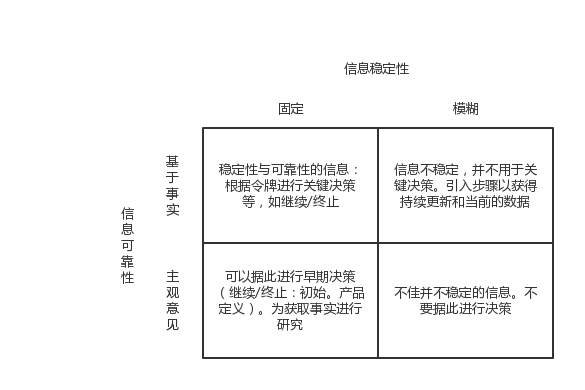 信息稳定性
固定
模糊
基于事实
稳定性与可靠性的信息：
根据令牌进行关键决策
等，如继续/终止
信息不稳定，并不用于关
键决策。引入步骤以获得
持续更新和当前的数据
信息可靠性
主观意见
可以据此进行早期决策
（继续/终止：初始。产品
定义）。为获取事实进行
研究
不佳并不稳定的信息。不
要据此进行决策